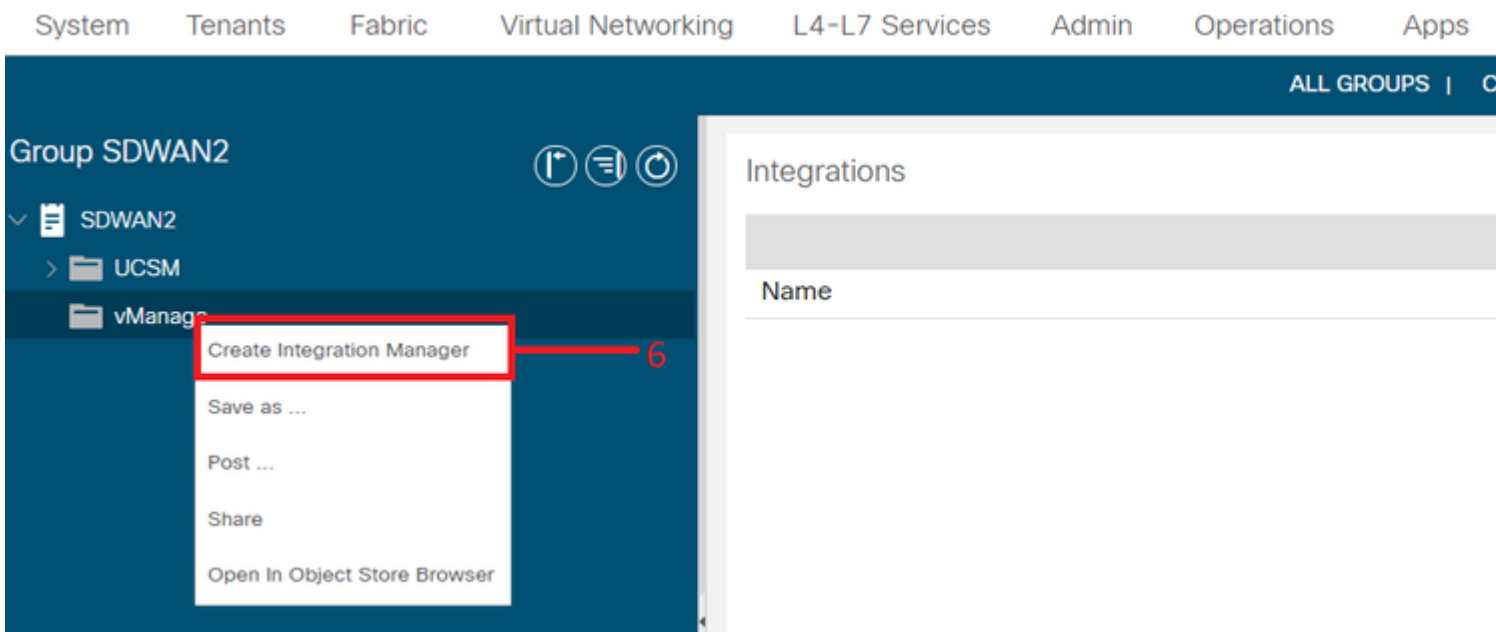 System Tenants Fabric Virtual Networking L4-L7 Services Admin Operations Apps
ALL GROUPS | C
Group SDWAN2
Integrations
SDWAN2
UCSM
Name
vManage
Create Integration Manager 6
Save as ...
Post ...
Share
Open In Object Store Browser